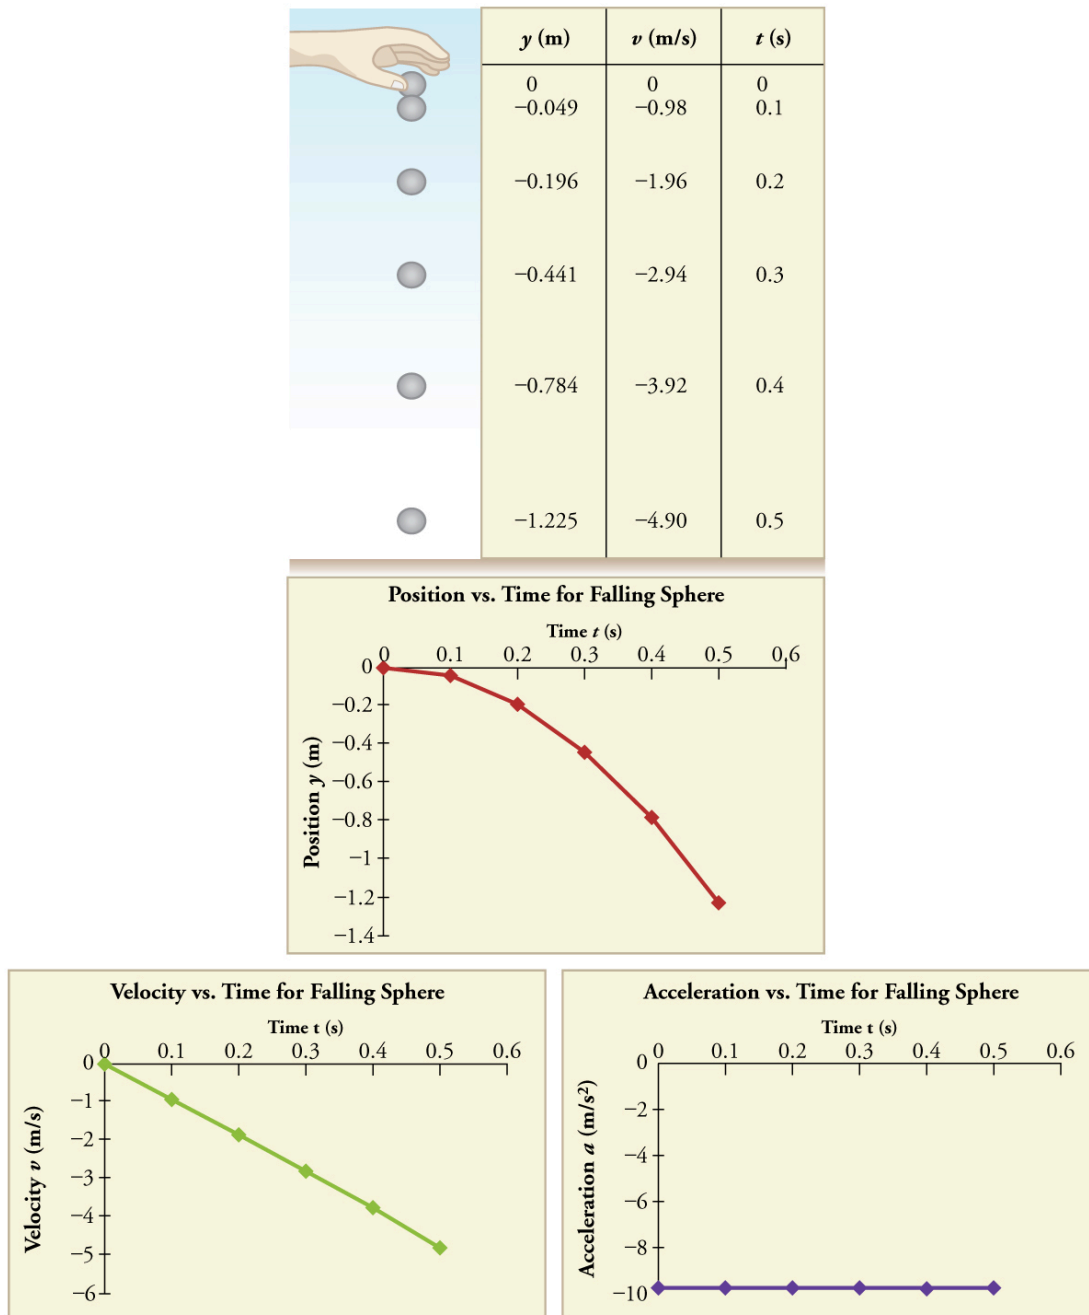 y (m) v (m/s) t (s)
0 0 0
−0.049 −0.98 0.1
−0.196 −1.96 0.2
−0.441 −2.94 0.3
−0.784 −3.92 0.4
−1.225 −4.90 0.5
Position vs. Time for Falling Sphere
Time t (s)
0 0.1 0.2 0.3 0.4 0.5 0,6
0
−0.2
−0.4
−0.6
−0.8
−1
−1.2
−1.4
Position y (m)
Velocity vs. Time for Falling Sphere
Time t (s)
0 0.1 0.2 0.3 0.4 0.5 0.6
0
−1
−2
−3
−4
−5
−6
Velocity v (m/s)
Acceleration vs. Time for Falling Sphere
Time t (s)
0 0.1 0.2 0.3 0.4 0.5 0.6
0
−2
−4
−6
−8
−10
Acceleration a (m/s²)